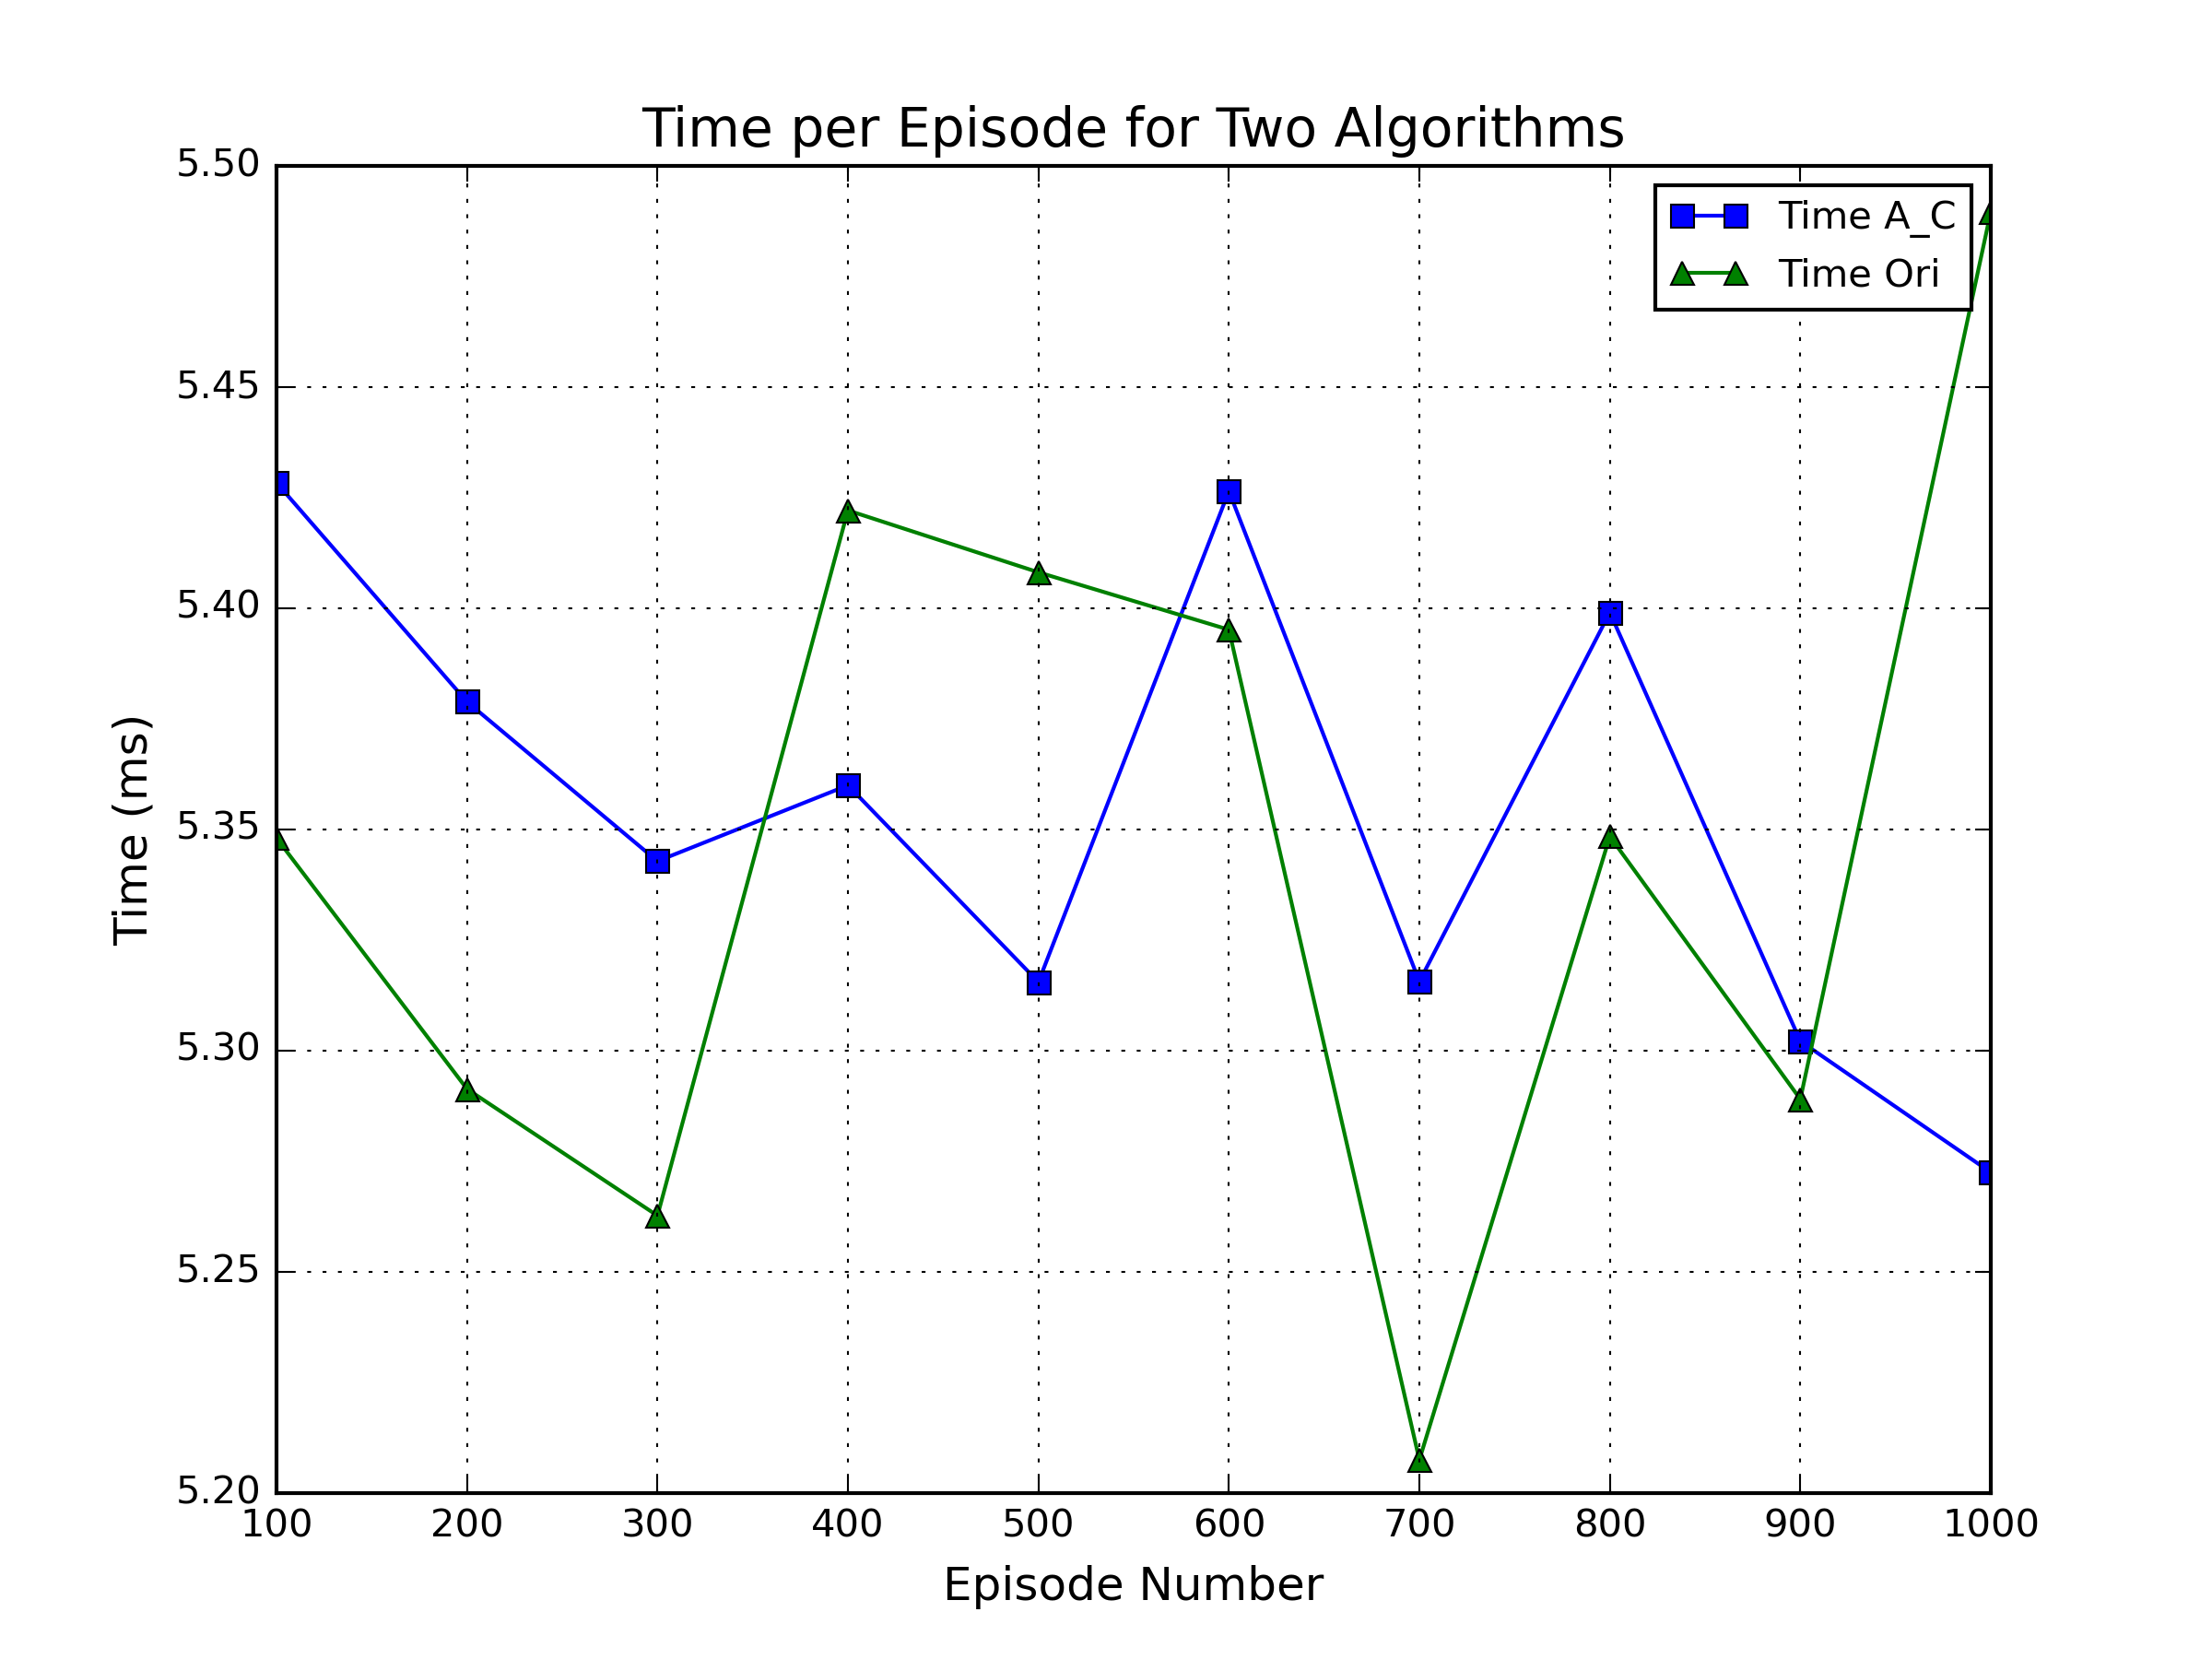 Time per Episode for Two Algorithms
5.50
5.45
5.40
5.35
5.30
5.25
5.20
Time (ms)
Time A_C
Time Ori
100 200 300 400 500 600 700 800 900 1000
Episode Number